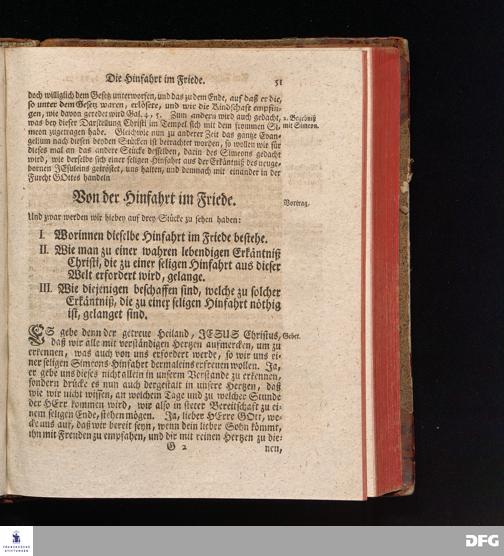 Die Hinfahrt im Friede. 51
doch williglich dem Gesetz unterworfen, und das zu dem Ende, auf daß er die,
so unter dem Gesetz waren, erlösete, und wir die Kindschaft empfin-
gen, wie davon geredet wird Gal. 4, 5. Zum andern wird auch gedacht,
was bey dieser Darstellung Christi im Tempel sich mit dem frommen Si-
meon zugetragen habe. Gleichwie nun zu anderer Zeit das gantze Evan-
gelium nach diesen beyden Stücken ist betrachtet worden, so wollen wir für
dieses mal an das andere Stücke desselben, darin des Simeons gedacht
wird, wie derselbe sich einer seligen Hinfahrt aus der Erkäntniß des neuge-
bornen JEsuleins getröstet, uns halten, und demnach mit einander in der
Furcht GOttes handeln
2. Begebniß
mit Simeon.
Von der Hinfahrt im Friede.
Vortrag.
Und zwar werden wir hiebey auf drey Stücke zu sehen haben:
I. Worinnen dieselbe Hinfahrt im Friede bestehe.
II. Wie man zu einer wahren lebendigen Erkäntniß
Christi, die zu einer seligen Hinfahrt aus dieser
Welt erfordert wird, gelange.
III. Wie diejenigen beschaffen sind, welche zu solcher
Erkäntniß, die zu einer seligen Hinfahrt nöthig
ist, gelanget sind.
ES gebe denn der getreue Heiland, JESUS Christus,
Gebet.
daß wir alle mit verständigen Hertzen aufmercken, um zu
erkennen, was auch von uns erfordert werde, so wir uns ei-
ner seligen Simeons-Hinfahrt dermaleins erfreuen wollen. Ja,
er gebe uns dieses nicht allein in unserm Verstande zu erkennen,
sondern drücke es nun auch dergestalt in unsere Hertzen, daß
wie wir nicht wissen, an welchem Tage und zu welcher Stunde
der HErr kommen wird, wir also in steter Bereitschaft zu ei-
nem seligen Ende, stehen mögen. Ja, lieber HErre GOtt, we-
cke uns auf, daß wir bereit seyn, wenn dein lieber Sohn kömmt,
ihn mit Freuden zu empfahen, und dir mit reinen Hertzen zu die-
G 2 nen,
FRANCKESCHE
STIFTUNGEN
DFG